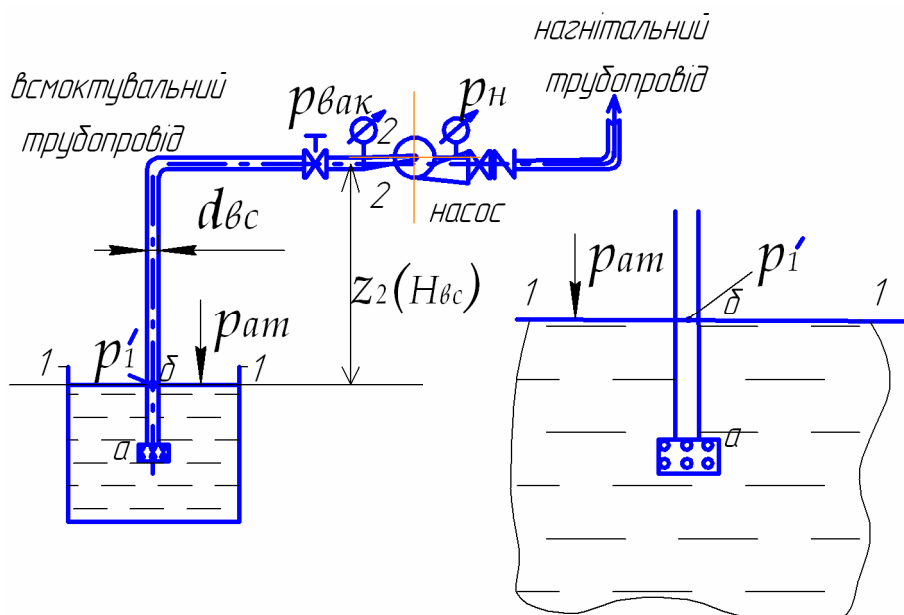 нагнітальний
трубопровід
всмоктувальний
трубопровід
pвак
pн
2
2
насос
dвс
z2(Hвс)
pат
p1′
1
б
1
а
pат
p1′
1
б
1
а